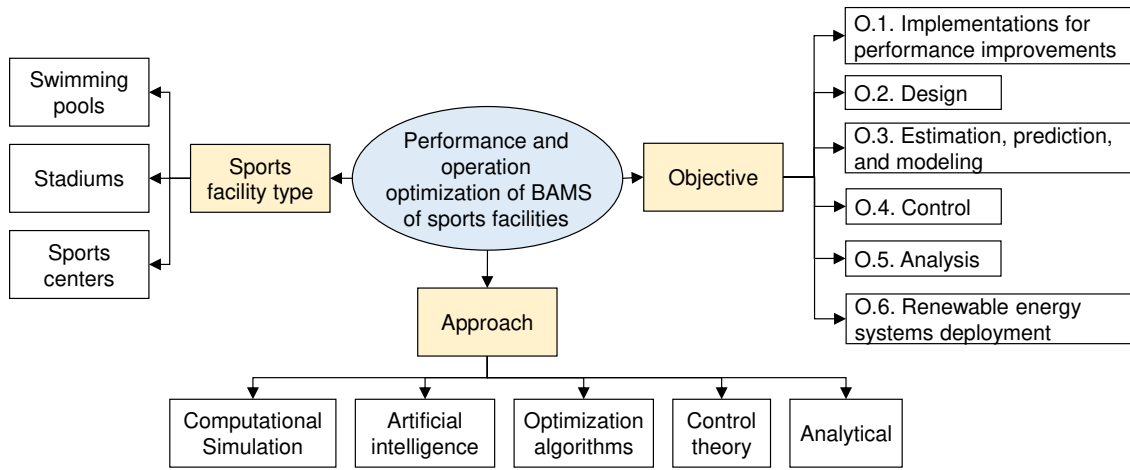 Performance and
operation
optimization of BAMS
of sports facilities
Sports
facility type
Swimming
pools
Stadiums
Sports
centers
Objective
O.1. Implementations for
performance improvements
O.2. Design
O.3. Estimation, prediction,
and modeling
O.4. Control
O.5. Analysis
O.6. Renewable energy
systems deployment
Approach
Computational
Simulation
Artificial
intelligence
Optimization
algorithms
Control
theory
Analytical